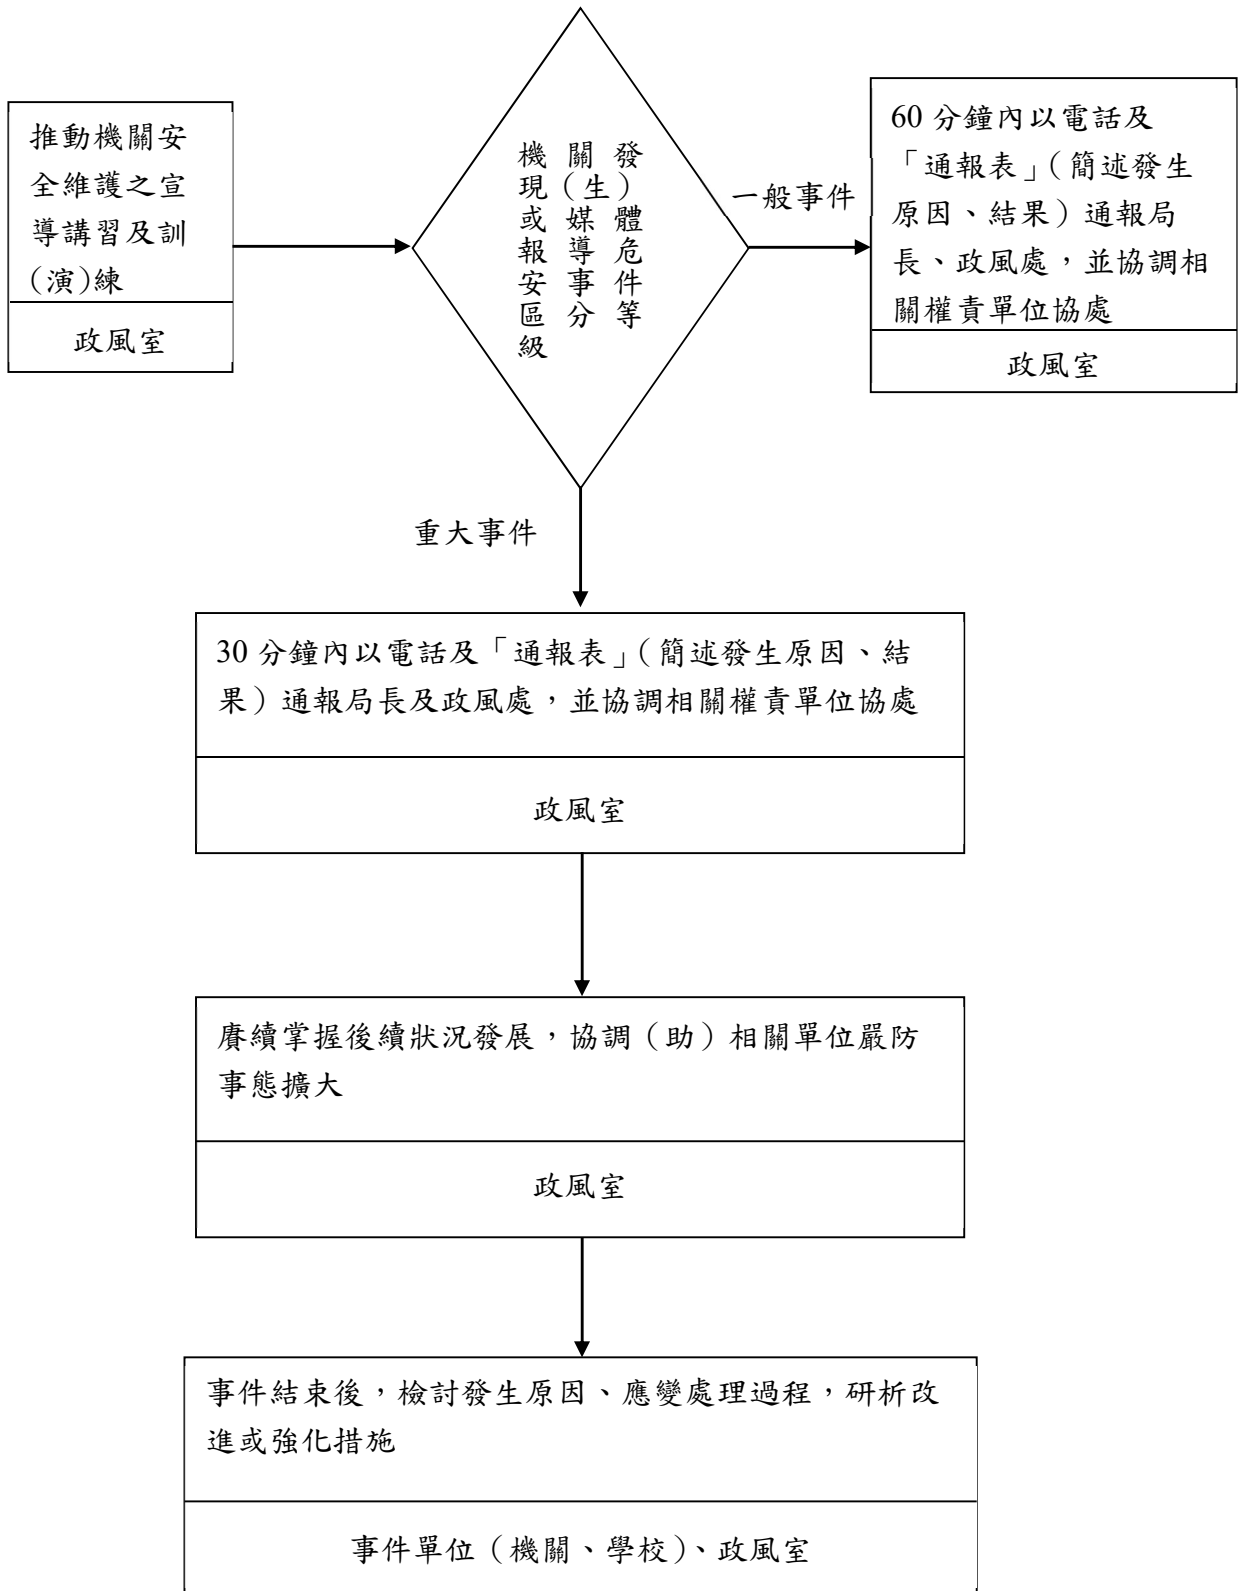 推動機關安
全維護之宣
導講習及訓
(演)練
政風室
機關發
現(生)
或媒體
報導危
安事件
區分等
級
一般事件
60 分鐘內以電話及
「通報表」(簡述發生
原因、結果)通報局
長、政風處,並協調相
關權責單位協處
政風室
重大事件
30 分鐘內以電話及「通報表」(簡述發生原因、結
果)通報局長及政風處,並協調相關權責單位協處
政風室
賡續掌握後續狀況發展,協調(助)相關單位嚴防
事態擴大
政風室
事件結束後,檢討發生原因、應變處理過程,研析改
進或強化措施
事件單位(機關、學校)、政風室